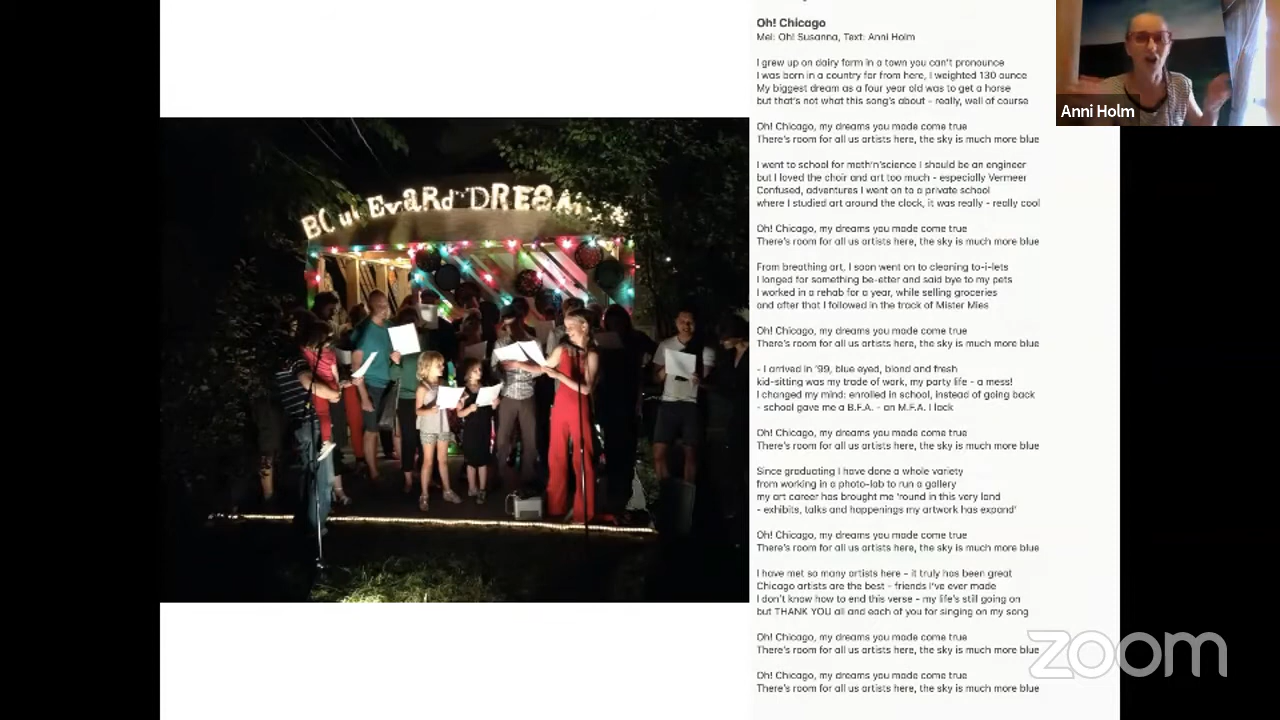 BOulEvaRd DREAM
Oh! Chicago
Mel: Oh! Susanna, Text: Anni Holm
I grew up on dairy farm in a town you can't pronounce
I was born in a country far from here, I weighted 130 ounce
My biggest dream as a four year old was to get a horse
but that's not what this song's about - really, well of course
Oh! Chicago, my dreams you made come true
There's room for all us artists here, the sky is much more blue
I went to school for math'n'science I should be an engineer
but I loved the choir and art too much - especially Vermeer
Confused, adventures I went on to a private school
where I studied art around the clock, it was really - really cool
Oh! Chicago, my dreams you made come true
There's room for all us artists here, the sky is much more blue
From breathing art, I soon went on to cleaning to-i-lets
I longed for something be-etter and said bye to my pets
I worked in a rehab for a year, while selling groceries
and after that I followed in the track of Mister Mies
Oh! Chicago, my dreams you made come true
There's room for all us artists here, the sky is much more blue
- I arrived in '99, blue eyed, blond and fresh
kid-sitting was my trade of work, my party life - a mess!
I changed my mind: enrolled in school, instead of going back
- school gave me a B.F.A. - an M.F.A. I lack
Oh! Chicago, my dreams you made come true
There's room for all us artists here, the sky is much more blue
Since graduating I have done a whole variety
from working in a photo-lab to run a gallery
my art career has brought me 'round in this very land
- exhibits, talks and happenings my artwork has expand'
Oh! Chicago, my dreams you made come true
There's room for all us artists here, the sky is much more blue
I have met so many artists here - it truly has been great
Chicago artists are the best - friends I've ever made
I don't know how to end this verse - my life's still going on
but THANK YOU all and each of you for singing on my song
Oh! Chicago, my dreams you made come true
There's room for all us artists here, the sky is much more blue
Oh! Chicago, my dreams you made come true
There's room for all us artists here, the sky is much more blue
Anni Holm
zoom